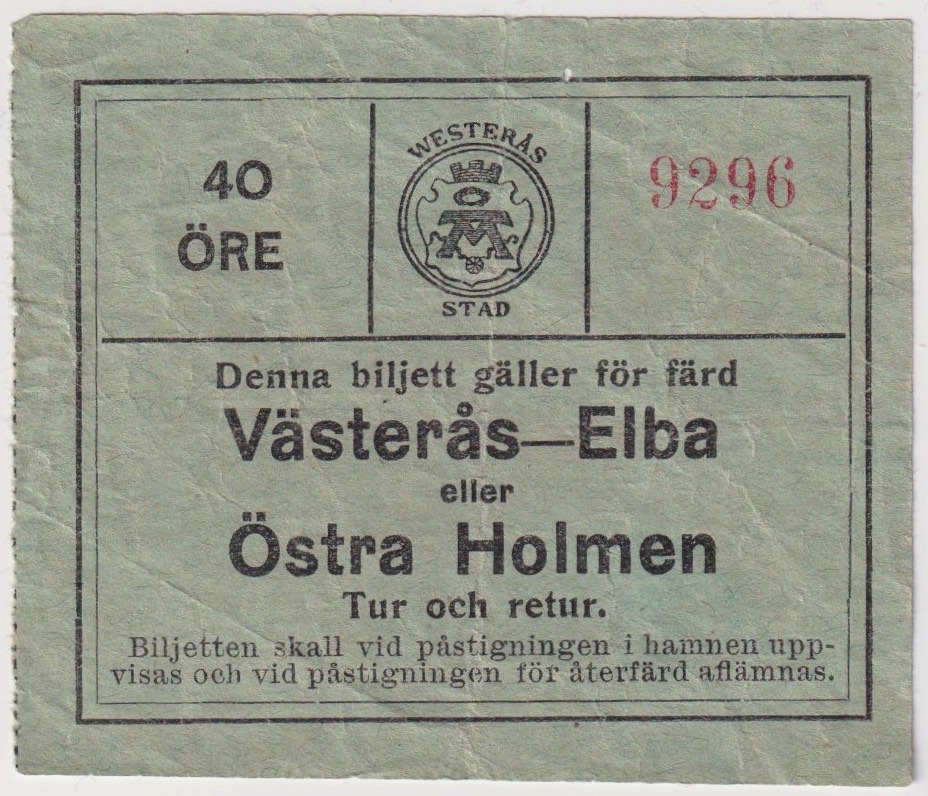 40
ÖRE
WESTERÅS
STAD
9296
Denna biljett gäller för färd
Västerås—Elba
eller
Östra Holmen
Tur och retur.
Biljetten skall vid påstigningen i hamnen upp-
visas och vid påstigningen för återfärd aflämnas.